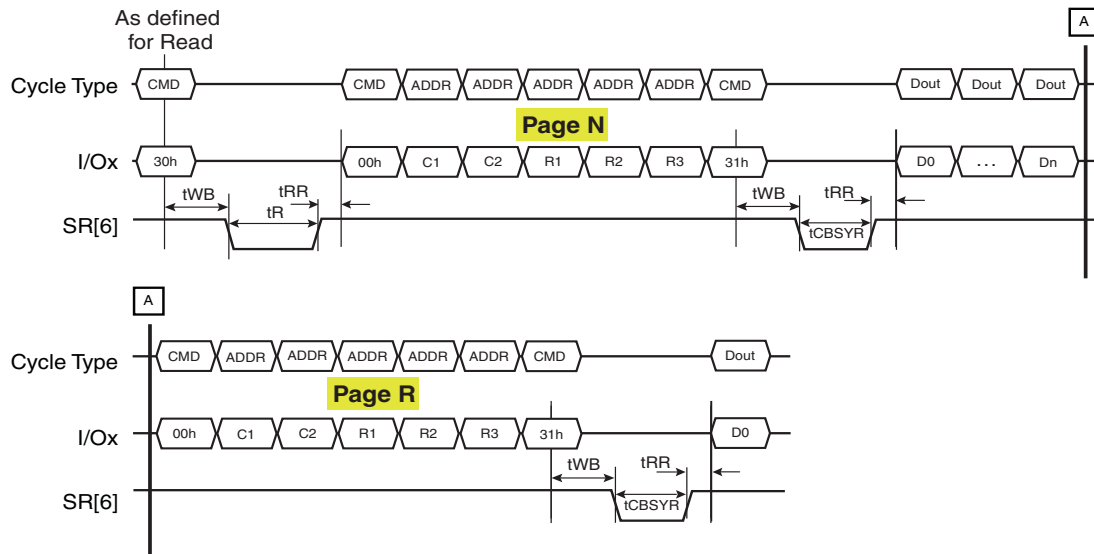 As defined
for Read
A
Cycle Type CMD CMD ADDR ADDR ADDR ADDR ADDR CMD Dout Dout Dout
Page N
I/Ox 30h 00h C1 C2 R1 R2 R3 31h D0 ... Dn
tWB tRR tWB tRR
tR tCBSYR
SR[6]
A
Cycle Type CMD ADDR ADDR ADDR ADDR ADDR CMD Dout
Page R
I/Ox 00h C1 C2 R1 R2 R3 31h D0
tWB tRR
SR[6] tCBSYR